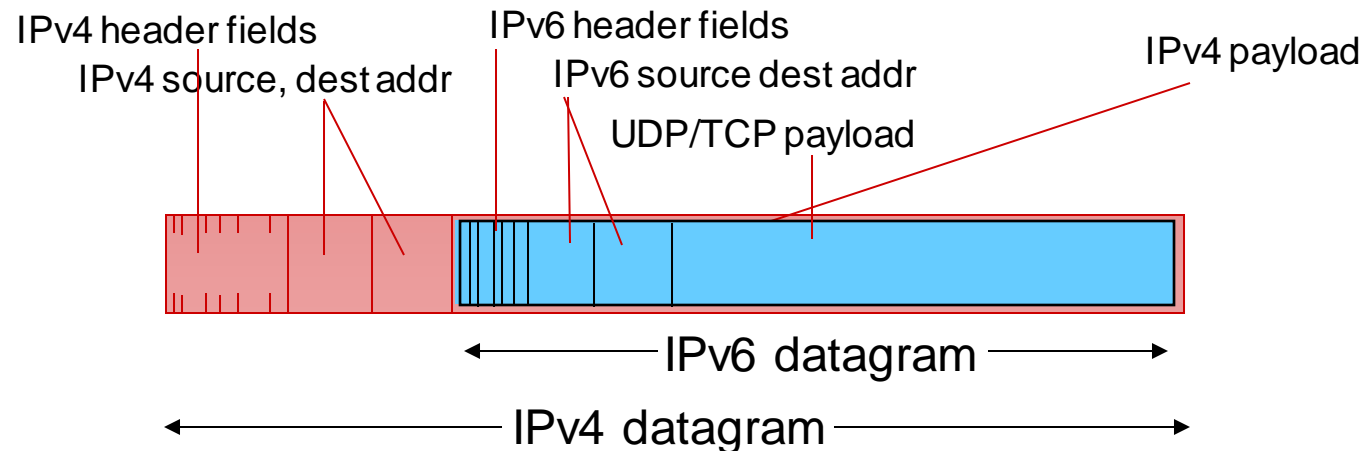 IPv4 header fields
IPv6 header fields
IPv4 payload
IPv4 source, dest addr
IPv6 source dest addr
UDP/TCP payload
IPv6 datagram
IPv4 datagram